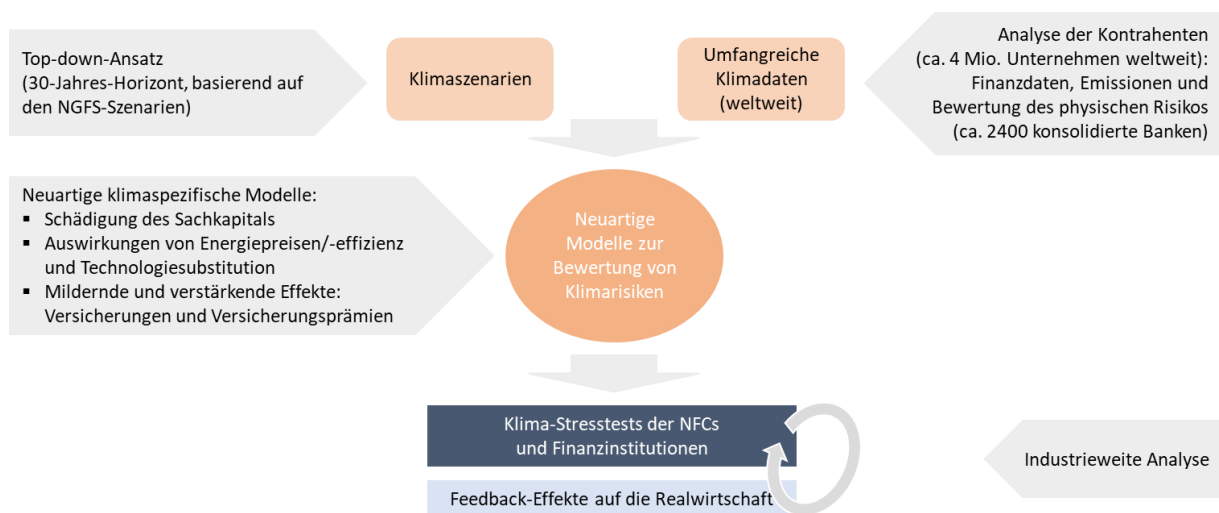 Top-down-Ansatz
(30-Jahres-Horizont, basierend auf
den NGFS-Szenarien)
Klimaszenarien
Umfangreiche
Klimadaten
(weltweit)
Analyse der Kontrahenten
(ca. 4 Mio. Unternehmen weltweit):
Finanzdaten, Emissionen und
Bewertung des physischen Risikos
(ca. 2400 konsolidierte Banken)
Neuartige klimaspezifische Modelle:
▪ Schädigung des Sachkapitals
▪ Auswirkungen von Energiepreisen/-effizienz
und Technologiesubstitution
▪ Mildernde und verstärkende Effekte:
Versicherungen und Versicherungsprämien
Neuartige
Modelle zur
Bewertung von
Klimarisiken
Klima-Stresstests der NFCs
und Finanzinstitutionen
Feedback-Effekte auf die Realwirtschaft
Industrieweite Analyse